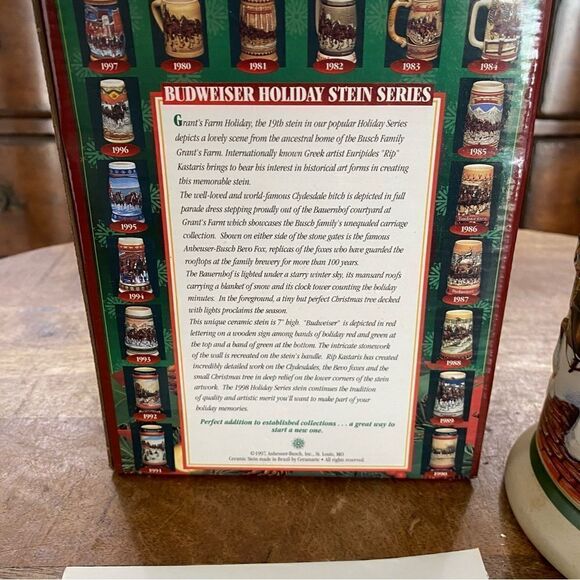 1997 1980 1981 1982 1983 1984
BUDWEISER HOLIDAY STEIN SERIES
Grant's Farm Holiday, the 19th stein in our popular Holiday Series
depicts a lovely scene from the ancestral home of the Busch Family
Grant's Farm. Internationally known Greek artist Euripides "Rip"
Kastaris brings to bear his interest in historical art forms in creating
this memorable stein.
The well-loved and world-famous Clydesdale hitch is depicted in full
parade dress stepping proudly out of the Bauernhof courtyard at
Grant's Farm which showcases the Busch family's unequaled carriage
collection. Shown on either side of the stone gates is the famous
Anheuser-Busch Bevo Fox, replicas of the foxes who have guarded the
rooftops at the family brewery for more than 100 years.
The Bauernhof is lighted under a starry winter sky, its mansard roofs
carrying a blanket of snow and its clock tower counting the holiday
minutes. In the foreground, a tiny but perfect Christmas tree decked
with lights proclaims the season.
This unique ceramic stein is 7" high. "Budweiser" is depicted in red
lettering on a wooden sign among bands of holiday red and green at
the top and a band of green at the bottom. The intricate stonework
of the wall is recreated on the stein's handle. Rip Kastaris has created
incredibly detailed work on the Clydesdales, the Bevo foxes and the
small Christmas tree in deep relief on the lower corners of the stein
artwork. The 1998 Holiday Series stein continues the tradition
of quality and artistic merit you'll want to make part of your
holiday memories.
Perfect addition to established collections . . . a great way to
start a new one.
©1997, Anheuser-Busch, Inc., St. Louis, MO
Ceramic Stein made in Brazil by Ceramarte • All rights reserved.
1996
1995
1994
1993
1992
1991
1985
1986
1987
1988
1989
1990